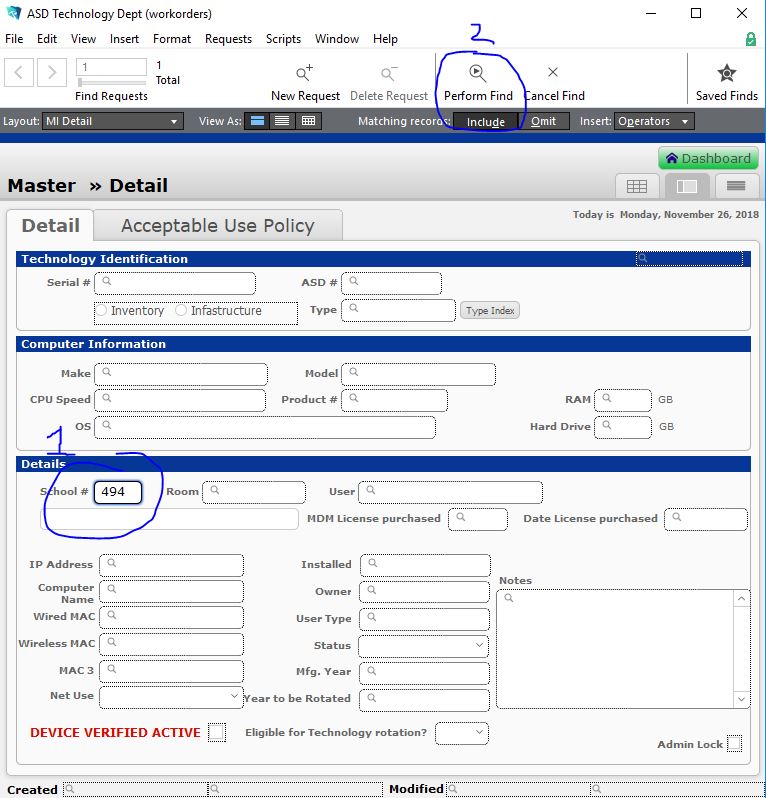 ASD Technology Dept (workorders)
File Edit View Insert Format Requests Scripts Window Help
2
1 1
Total
Find Requests New Request Delete Request Perform Find Cancel Find Saved Finds
Layout: MI Detail View As: Matching records: Include Omit Insert: Operators
Dashboard
Master » Detail
Detail Acceptable Use Policy Today is Monday, November 26, 2018
Technology Identification
Serial # ASD #
Inventory Infastructure Type Type Index
Computer Information
Make Model
CPU Speed Product # RAM GB
OS Hard Drive GB
1
Details
School # 494 Room User
MDM License purchased Date License purchased
IP Address Installed
Computer Name Owner Notes
Wired MAC User Type
Wireless MAC Status
MAC 3 Mfg. Year
Net Use Year to be Rotated
DEVICE VERIFIED ACTIVE Eligible for Technology rotation?
Admin Lock
Created Modified